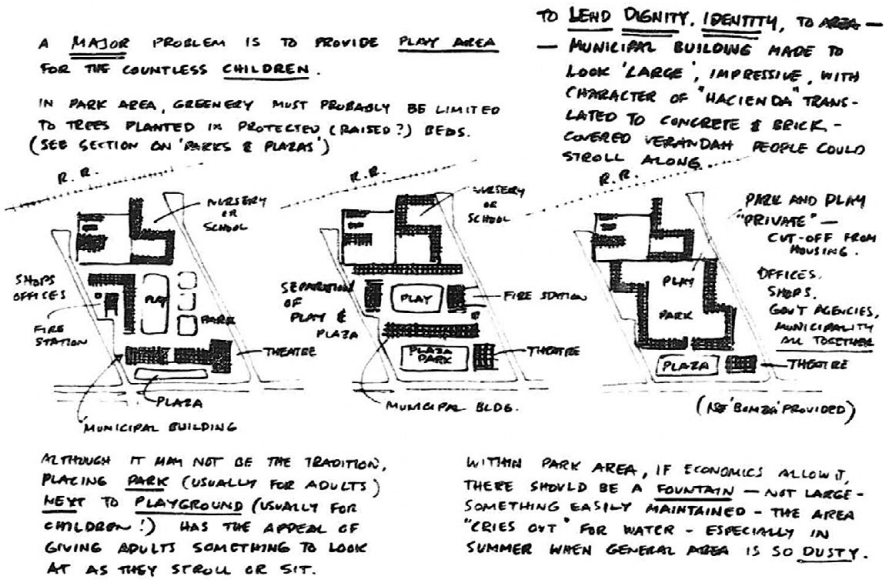 A MAJOR PROBLEM IS TO PROVIDE PLAY AREA
FOR THE COUNTLESS CHILDREN.
IN PARK AREA, GREENERY MUST PROBABLY BE LIMITED
TO TREES PLANTED IN PROTECTED (RAISED?) BEDS.
(SEE SECTION ON 'PARKS & PLAZAS')
TO LEND DIGNITY, IDENTITY, TO AREA —
— MUNICIPAL BUILDING MADE TO
LOOK 'LARGE', IMPRESSIVE, WITH
CHARACTER OF "HACIENDA" TRANS-
LATED TO CONCRETE & BRICK -
COVERED VERANDAH PEOPLE COULD
STROLL ALONG.
R.R.
NURSERY
OR
SCHOOL
SHOPS
OFFICES
PLAY
PARK
FIRE
STATION
THEATRE
PLAZA
MUNICIPAL BUILDING
R.R.
NURSERY
OR
SCHOOL
SEPARATION
OF
PLAY &
PLAZA
PLAY
FIRE STATION
PLAZA
PARK
THEATRE
MUNICIPAL BLDG.
R.R.
PARK AND PLAY
"PRIVATE" —
CUT-OFF FROM
HOUSING.
PLAY
PARK
OFFICES.
SHOPS.
GOV'T AGENCIES,
MUNICIPALITY
ALL TOGETHER
PLAZA
THEATRE
(NO 'BOMBA' PROVIDED)
ALTHOUGH IT MAY NOT BE THE TRADITION,
PLACING PARK (USUALLY FOR ADULTS)
NEXT TO PLAYGROUND (USUALLY FOR
CHILDREN!) HAS THE APPEAL OF
GIVING ADULTS SOMETHING TO LOOK
AT AS THEY STROLL OR SIT.
WITHIN PARK AREA, IF ECONOMICS ALLOW IT,
THERE SHOULD BE A FOUNTAIN — NOT LARGE -
SOMETHING EASILY MAINTAINED - THE AREA
"CRIES OUT" FOR WATER - ESPECIALLY IN
SUMMER WHEN GENERAL AREA IS SO DUSTY.